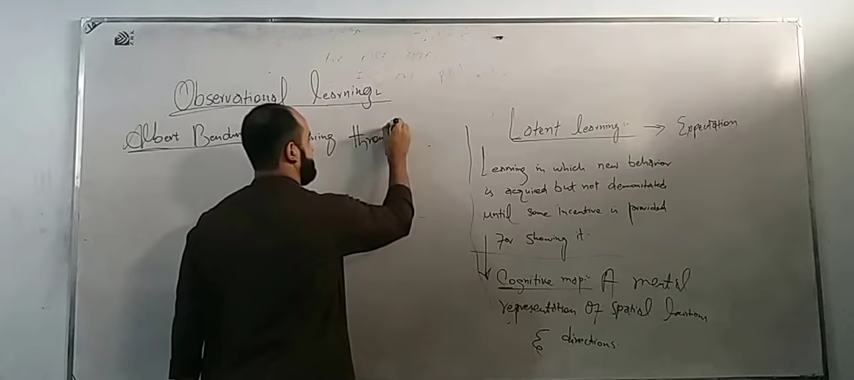 Observational learning:
Albert
thro
Latent learning: → Expectation
Learning in which new behavior
is acquired but not demonstrated
until some incentive is provided
For showing it.
Cognitive map:- A mental
representation of spatial locations
& directions.